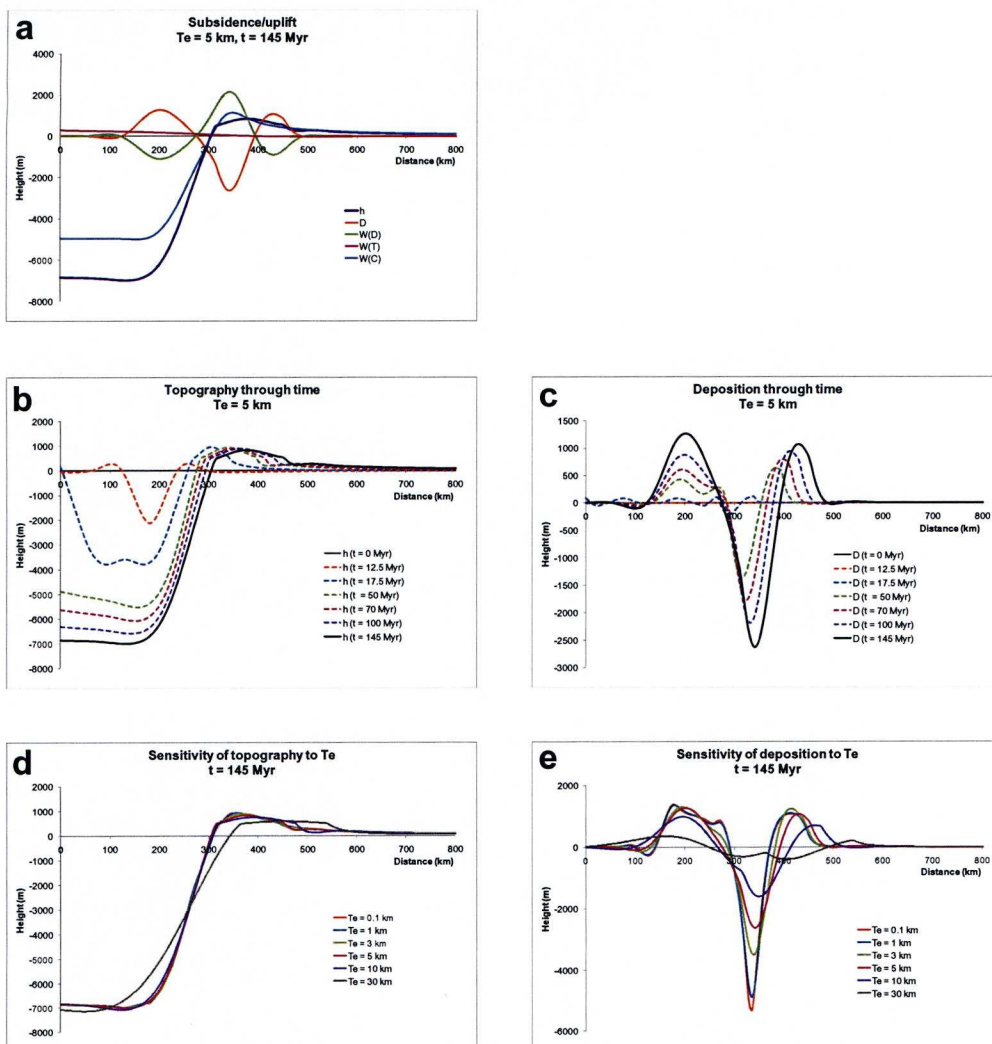 a
Subsidence/uplift
Te = 5 km, t = 145 Myr
4000
2000
0
-2000
-4000
-6000
-8000
0 100 200 300 400 500 600 700 800
Distance (km)
Height (m)
h
D
W(D)
W(T)
W(C)
b
Topography through time
Te = 5 km
2000
1000
0
-1000
-2000
-3000
-4000
-5000
-6000
-7000
-8000
0 100 200 300 400 500 600 700 800
Distance (km)
Height (m)
h (t = 0 Myr)
h (t = 12.5 Myr)
h (t = 17.5 Myr)
h (t = 50 Myr)
h (t = 70 Myr)
h (t = 100 Myr)
h (t = 145 Myr)
c
Deposition through time
Te = 5 km
1500
1000
500
0
-500
-1000
-1500
-2000
-2500
-3000
0 100 200 300 400 500 600 700 800
Distance (km)
Height (m)
D (t = 0 Myr)
D (t = 12.5 Myr)
D (t = 17.5 Myr)
D (t = 50 Myr)
D (t = 70 Myr)
D (t = 100 Myr)
D (t = 145 Myr)
d
Sensitivity of topography to Te
t = 145 Myr
2000
1000
0
-1000
-2000
-3000
-4000
-5000
-6000
-7000
-8000
0 100 200 300 400 500 600 700 800
Distance (km)
Height (m)
Te = 0.1 km
Te = 1 km
Te = 3 km
Te = 5 km
Te = 10 km
Te = 30 km
e
Sensitivity of deposition to Te
t = 145 Myr
2000
0
-2000
-4000
-6000
0 100 200 300 400 500 600 700 800
Distance (km)
Height (m)
Te = 0.1 km
Te = 1 km
Te = 3 km
Te = 5 km
Te = 10 km
Te = 30 km